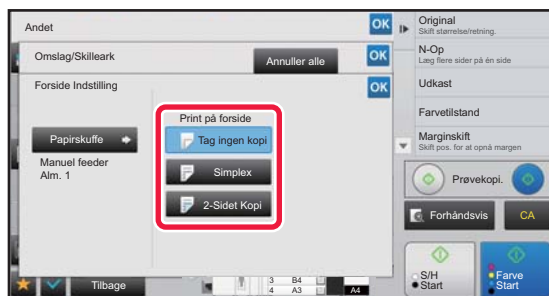 Andet
OK
Omslag/Skilleark
Annuller alle
OK
Forside Indstilling
OK
Print på forside
Tag ingen kopi
Simplex
2-Sidet Kopi
Papirskuffe
Manuel feeder
Alm. 1
Tilbage
3 B4
4 A3
A4
Original
Skift størrelse/retning.
N-Op
Læg flere sider på én side
Udkast
Farvetilstand
Marginskift
Skift pos. for at opná margen
Prøvekopi.
Forhåndsvis
CA
S/H
Start
Farve
Start